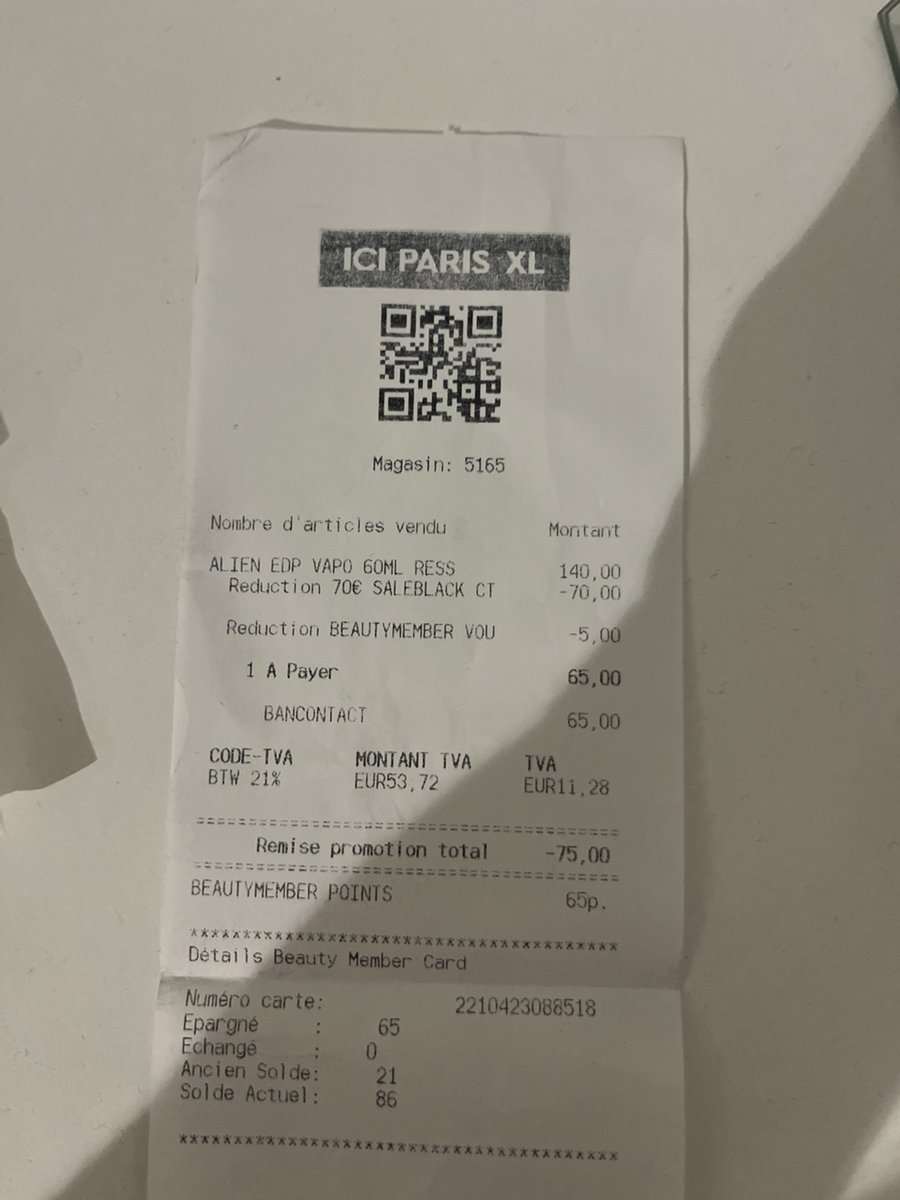 ICI PARIS XL
Magasin: 5165
Nombre d'articles vendu Montant
ALIEN EDP VAPO 60ML RESS 140,00
Reduction 70€ SALEBLACK CT -70,00
Reduction BEAUTYMEMBER VOU -5,00
1 A Payer 65,00
BANCONTACT 65,00
CODE-TVA MONTANT TVA TVA
BTW 21% EUR53,72 EUR11,28
Remise promotion total -75,00
BEAUTYMEMBER POINTS 65p.
Détails Beauty Member Card
Numéro carte: 2210423088518
Epargné : 65
Echangé : 0
Ancien Solde: 21
Solde Actuel: 86